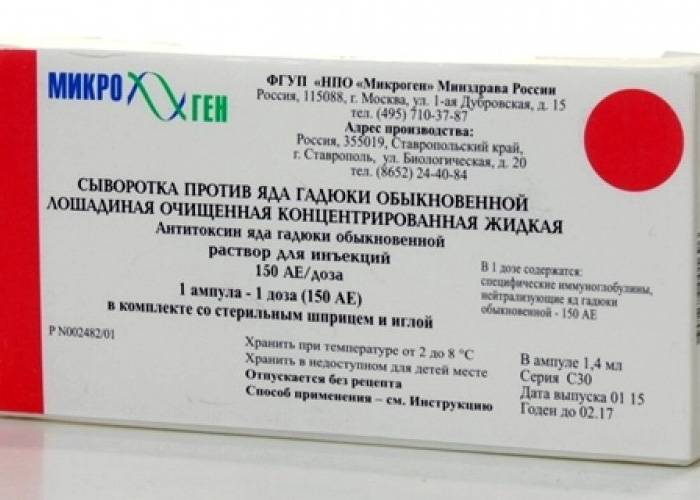 МИКРО ГЕН
ФГУП «НПО «Микроген» Минздрава России
Россия, 115088, г. Москва, ул. 1-ая Дубровская, д. 15
тел. (495) 710-37-87
Адрес производства:
Россия, 355019, Ставропольский край,
г. Ставрополь, ул. Биологическая, д. 20
тел. (8652) 24-40-84
СЫВОРОТКА ПРОТИВ ЯДА ГАДЮКИ ОБЫКНОВЕННОЙ
ЛОШАДИНАЯ ОЧИЩЕННАЯ КОНЦЕНТРИРОВАННАЯ ЖИДКАЯ
Антитоксин яда гадюки обыкновенной
раствор для инъекций
150 АЕ/доза
1 ампула - 1 доза (150 АЕ)
в комплекте со стерильным шприцем и иглой
В 1 дозе содержатся:
специфические иммуноглобулины,
нейтрализующие яд гадюки
обыкновенной - 150 АЕ
Р N002482/01
Хранить при температуре от 2 до 8 °С
Хранить в недоступном для детей месте
Отпускается без рецепта
Способ применения – см. Инструкцию
В ампуле 1,4 мл
Серия С30
Дата выпуска 01 15
Годен до 02.17